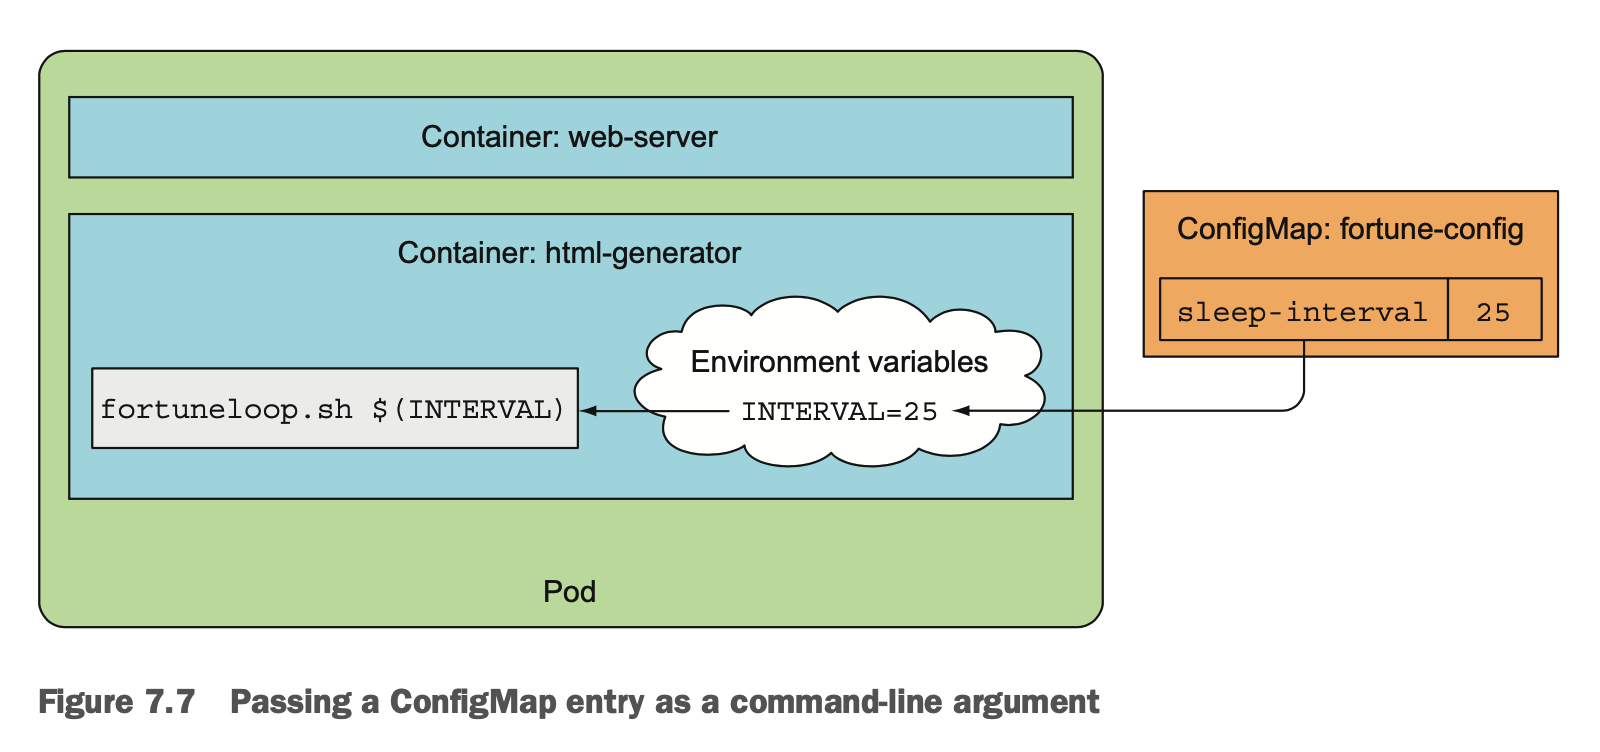 Container: web-server
Container: html-generator
ConfigMap: fortune-config
sleep-interval 25
Environment variables
fortuneloop.sh $(INTERVAL)
INTERVAL=25
Pod
Figure 7.7 Passing a ConfigMap entry as a command-line argument